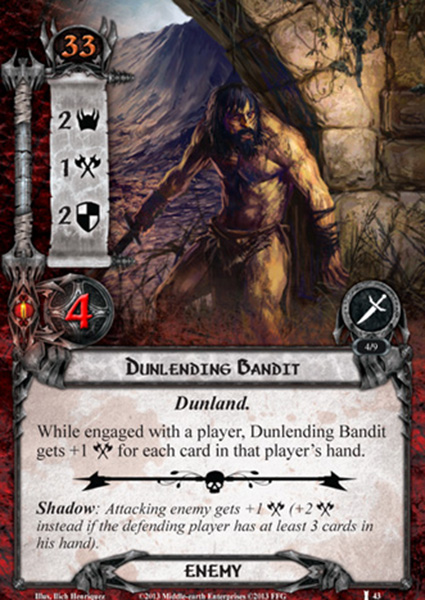 33
2
1
2
4
4/9
Dunlending Bandit
Dunland.
While engaged with a player, Dunlending Bandit
gets +1 for each card in that player's hand.
Shadow: Attacking enemy gets +1 (+2
instead if the defending player has at least 3 cards in
his hand).
ENEMY
Illus. Ilich Henriquez ©2013 Middle-earth Enterprises ©2013 FFG 43